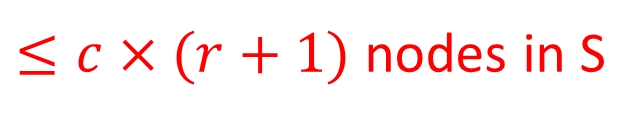 ≤ c × (r + 1) nodes in S